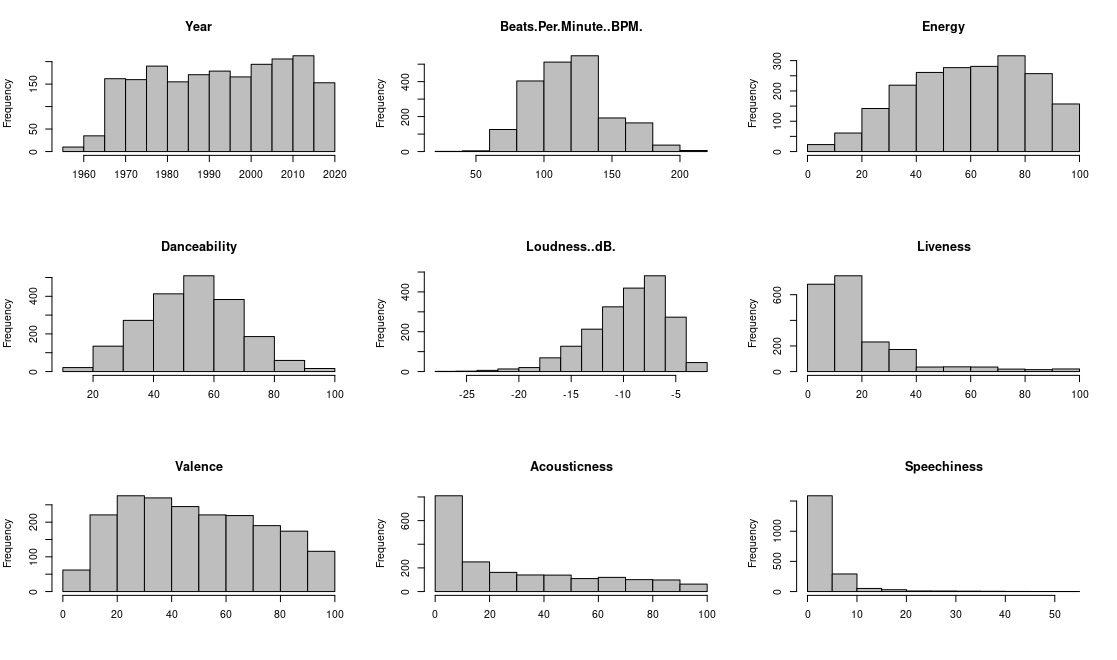 Year
Beats.Per.Minute..BPM.
Energy
Frequency
0 50 150
1960 1970 1980 1990 2000 2010 2020
Frequency
0 200 400
50 100 150 200
Frequency
0 100 200 300
0 20 40 60 80 100
Danceability
Loudness..dB.
Liveness
Frequency
0 200 400
20 40 60 80 100
Frequency
0 200 400
-25 -20 -15 -10 -5
Frequency
0 200 600
0 20 40 60 80 100
Valence
Acousticness
Speechiness
Frequency
0 100 200
0 20 40 60 80 100
Frequency
0 200 600
0 20 40 60 80 100
Frequency
0 500 1000
0 10 20 30 40 50